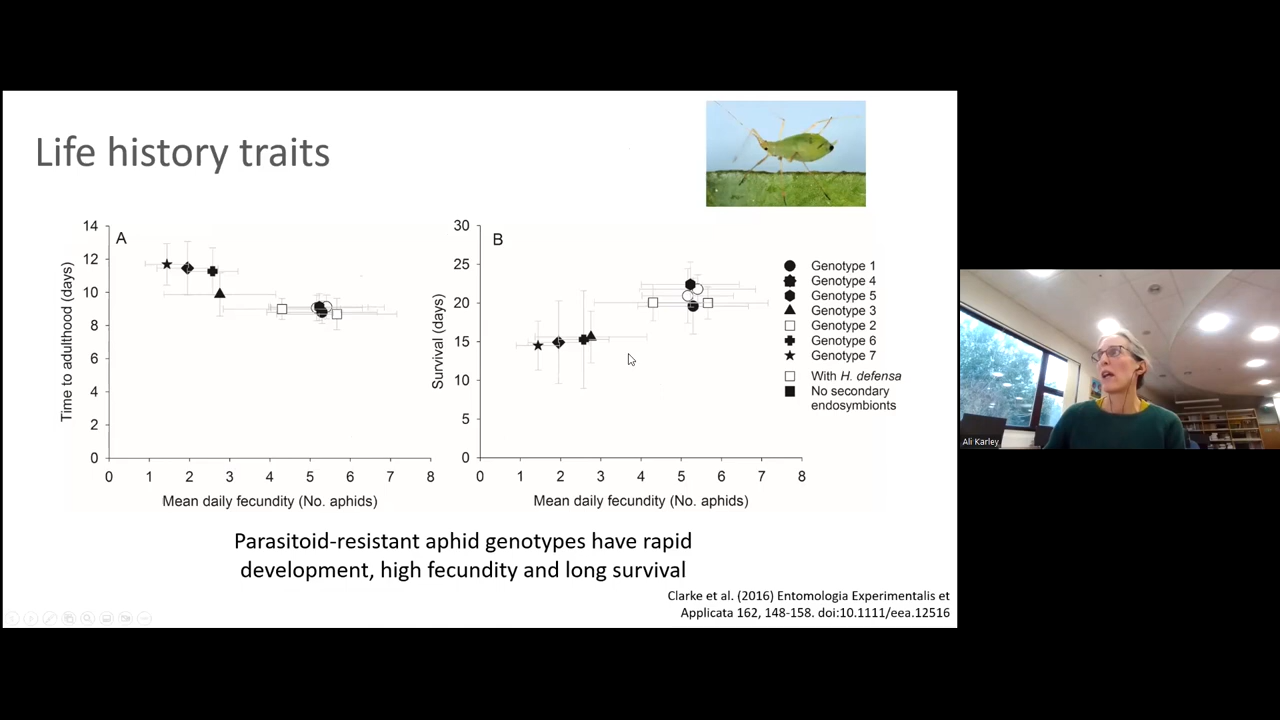 Life history traits
A
14
12
10
8
6
4
2
0
Time to adulthood (days)
0 1 2 3 4 5 6 7 8
Mean daily fecundity (No. aphids)
B
30
25
20
15
10
5
0
Survival (days)
0 1 2 3 4 5 6 7 8
Mean daily fecundity (No. aphids)
Genotype 1
Genotype 4
Genotype 5
Genotype 3
Genotype 2
Genotype 6
Genotype 7
With H. defensa
No secondary
endosymbionts
Parasitoid-resistant aphid genotypes have rapid
development, high fecundity and long survival
Clarke et al. (2016) Entomologia Experimentalis et
Applicata 162, 148-158. doi:10.1111/eea.12516
Ali Karley